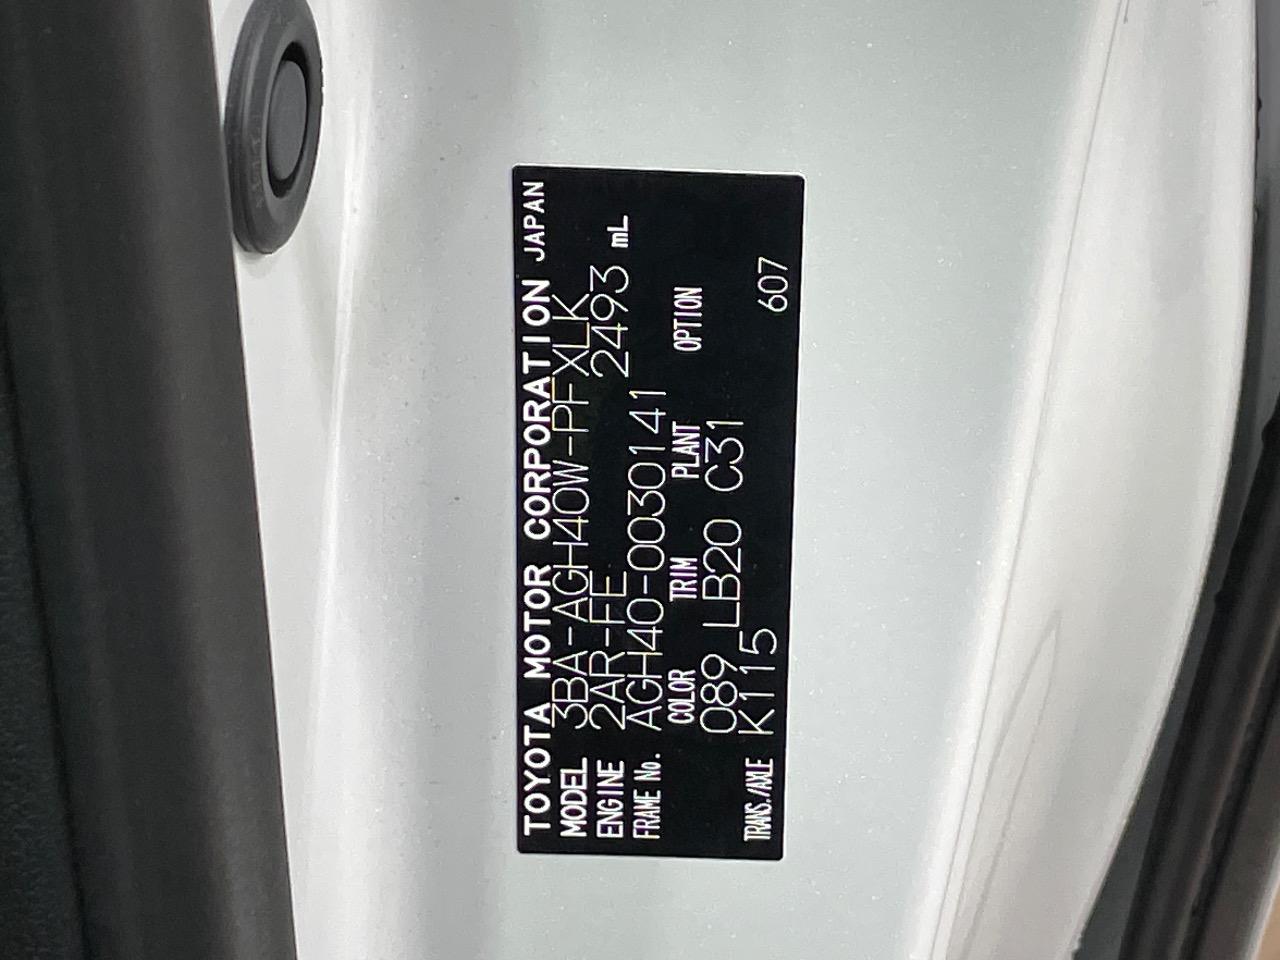 TOYOTA MOTOR CORPORATION JAPAN
MODEL 3BA-AGH40W-PFXLK
ENGINE 2AR-FE 2493 mL
FRAME No. AGH40-0030141
COLOR TRIM PLANT OPTION
089 LB20 C31
TRANS./AXLE K115 607